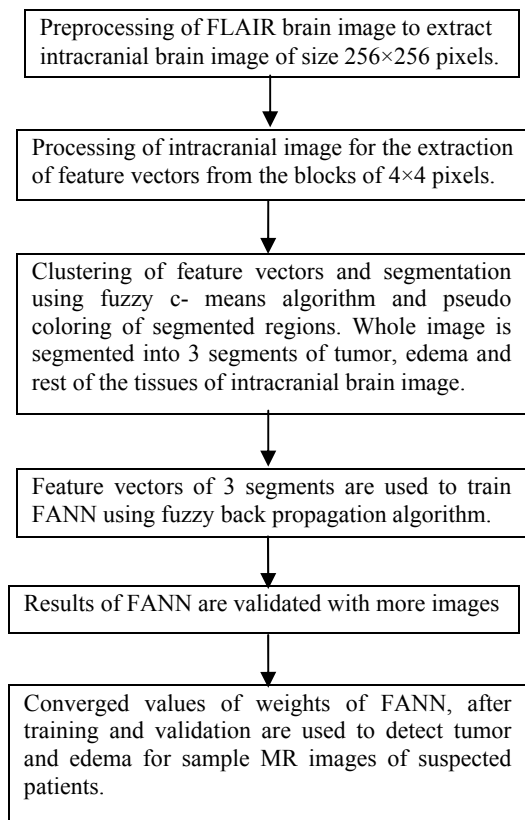 Preprocessing of FLAIR brain image to extract
intracranial brain image of size 256×256 pixels.
Processing of intracranial image for the extraction
of feature vectors from the blocks of 4×4 pixels.
Clustering of feature vectors and segmentation
using fuzzy c- means algorithm and pseudo
coloring of segmented regions. Whole image is
segmented into 3 segments of tumor, edema and
rest of the tissues of intracranial brain image.
Feature vectors of 3 segments are used to train
FANN using fuzzy back propagation algorithm.
Results of FANN are validated with more images
Converged values of weights of FANN, after
training and validation are used to detect tumor
and edema for sample MR images of suspected
patients.